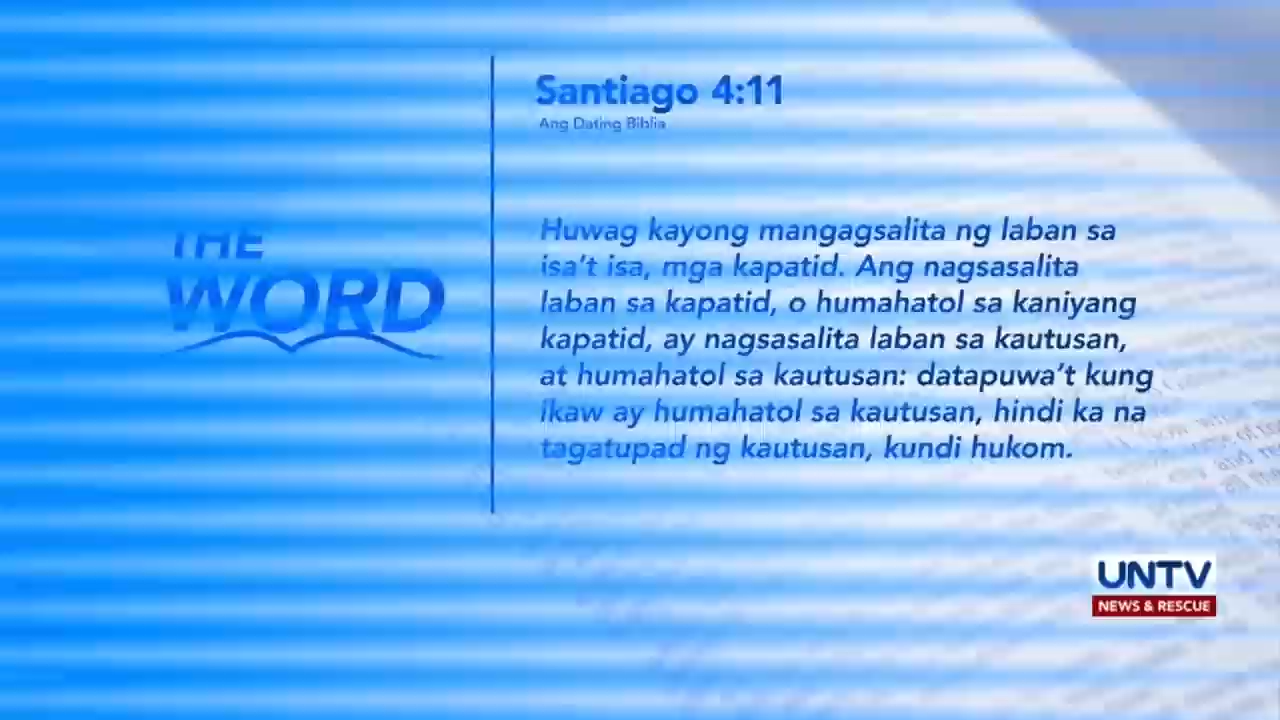 Santiago 4:11
Ang Dating Biblia
THE
WORD
Huwag kayong mangagsalita ng laban sa
isa't isa, mga kapatid. Ang nagsasalita
laban sa kapatid, o humahatol sa kaniyang
kapatid, ay nagsasalita laban sa kautusan,
at humahatol sa kautusan: datapuwa't kung
ikaw ay humahatol sa kautusan, hindi ka na
tagatupad ng kautusan, kundi hukom.
UNTV
NEWS & RESCUE